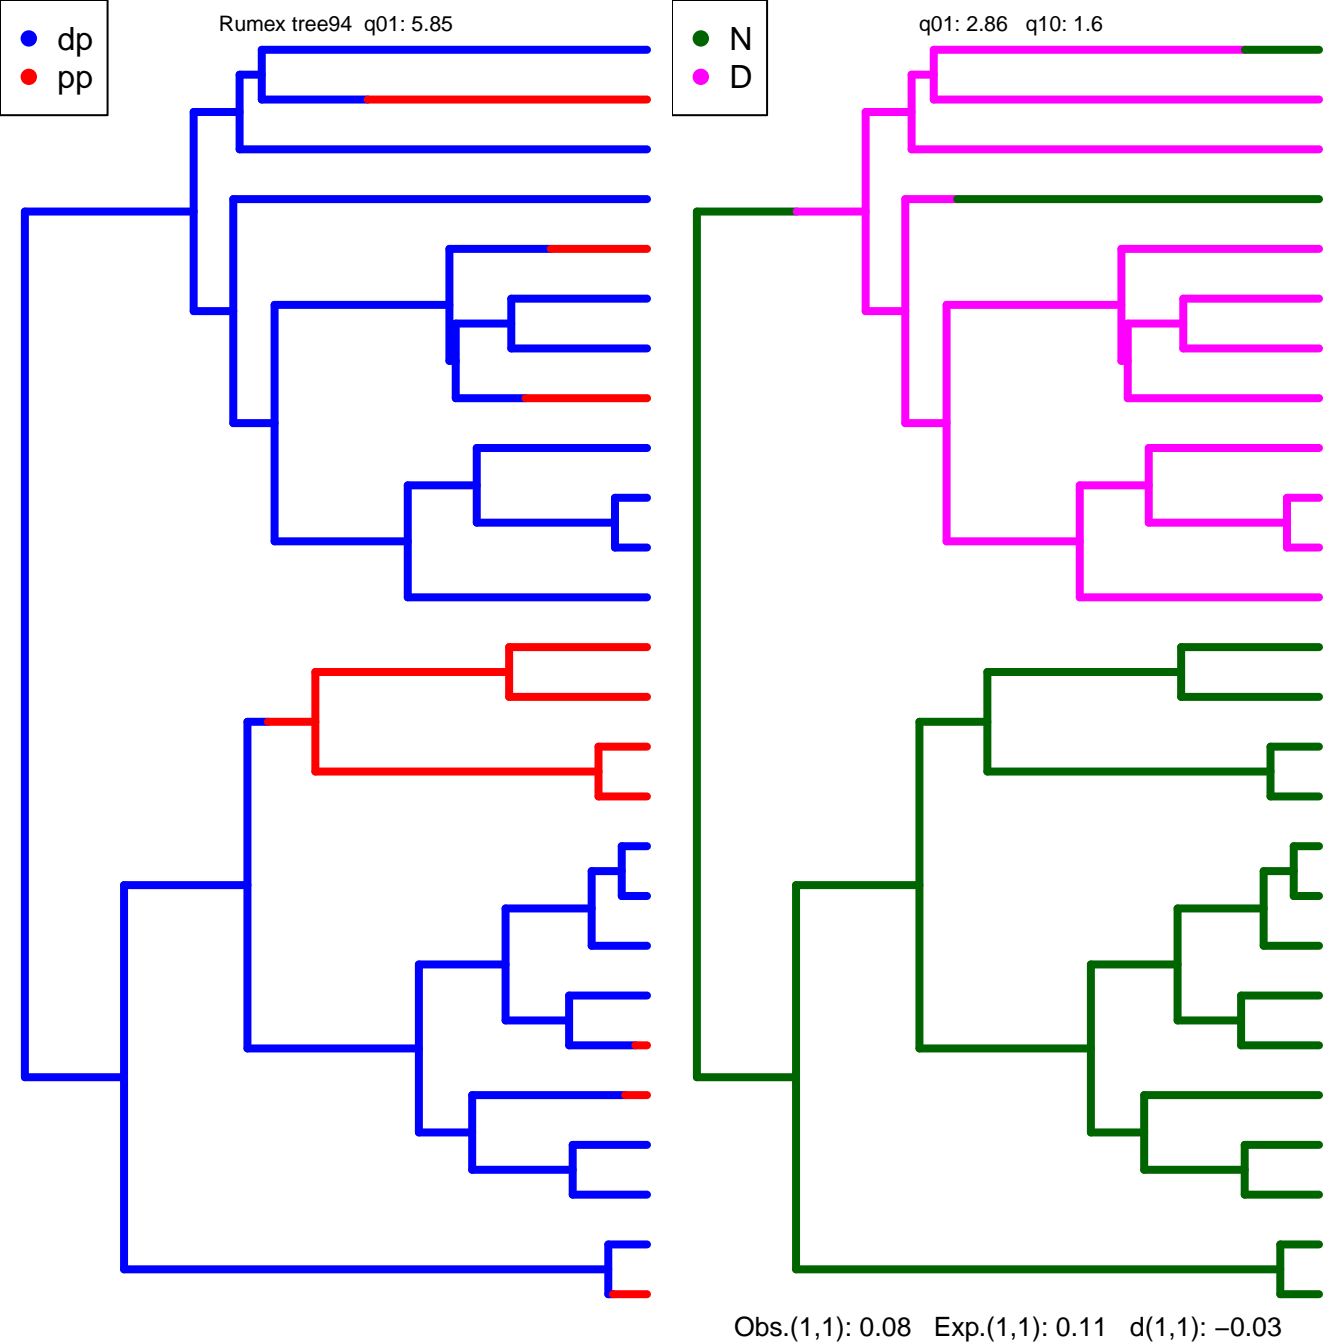 Rumex tree94  q01: 5.85
dp
pp
q01: 2.86   q10: 1.6
N
D
Obs.(1,1): 0.08   Exp.(1,1): 0.11   d(1,1): −0.03